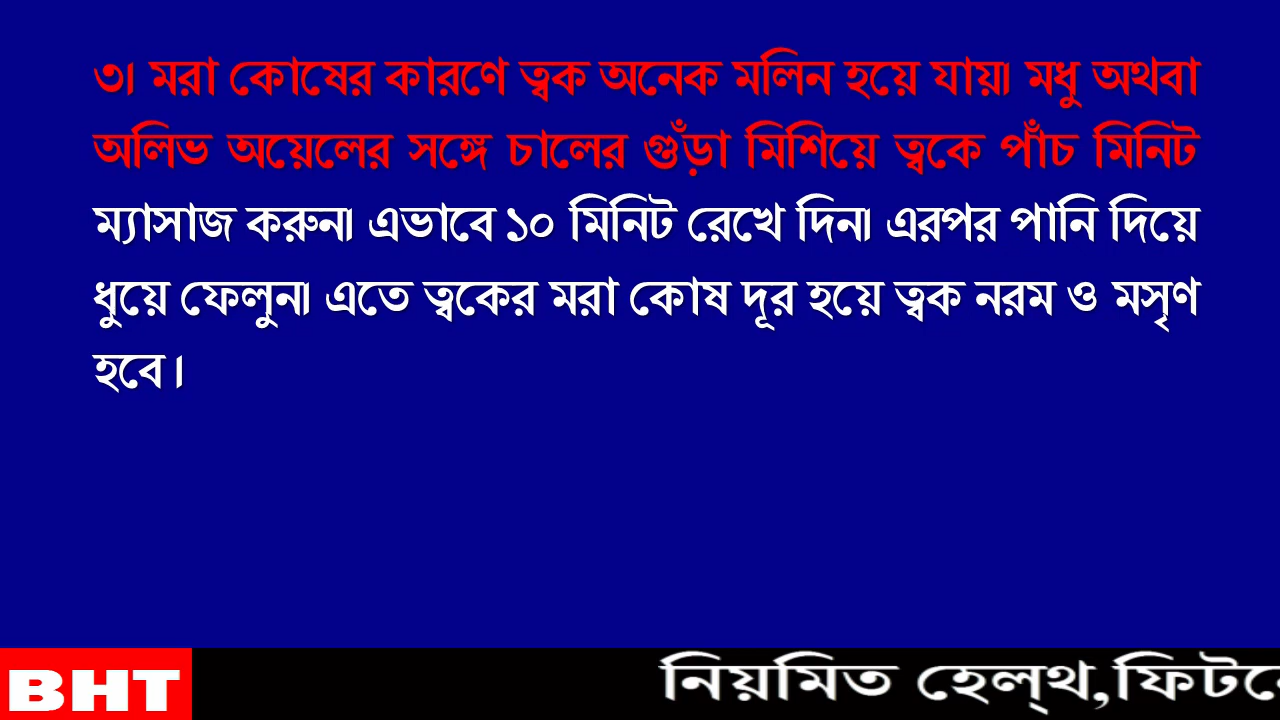 ৩। মরা কোষের কারণে ত্বক অনেক মলিন হয়ে যায়। মধু অথবা
অলিভ অয়েলের সঙ্গে চালের গুঁড়া মিশিয়ে ত্বকে পাঁচ মিনিট
ম্যাসাজ করুন। এভাবে ১০ মিনিট রেখে দিন। এরপর পানি দিয়ে
ধুয়ে ফেলুন। এতে ত্বকের মরা কোষ দূর হয়ে ত্বক নরম ও মসৃণ
হবে।
BHT
নিয়মিত হেল্থ,